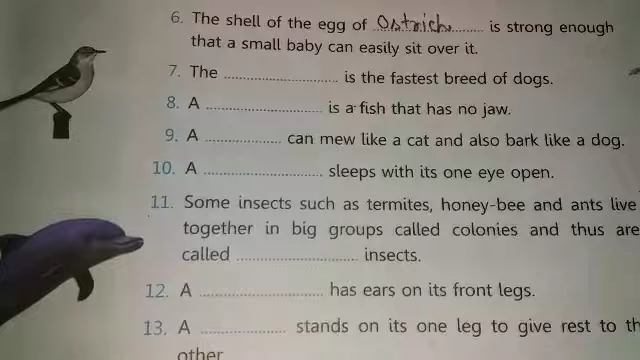 6. The shell of the egg of Ostrich is strong enough
that a small baby can easily sit over it.
7. The .............................. is the fastest breed of dogs.
8. A .............................. is a fish that has no jaw.
9. A .................... can mew like a cat and also bark like a dog.
10. A .............................. sleeps with its one eye open.
11. Some insects such as termites, honey-bee and ants live
together in big groups called colonies and thus are
called .............................. insects.
12. A .............................. has ears on its front legs.
13. A ...................... stands on its one leg to give rest to th
other